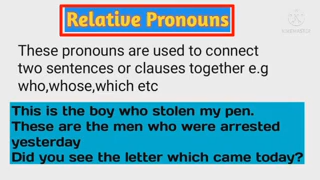 Relative Pronouns
These pronouns are used to connect
two sentences or clauses together e.g
who,whose,which etc
This is the boy who stolen my pen.
These are the men who were arrested
yesterday
Did you see the letter which came today?